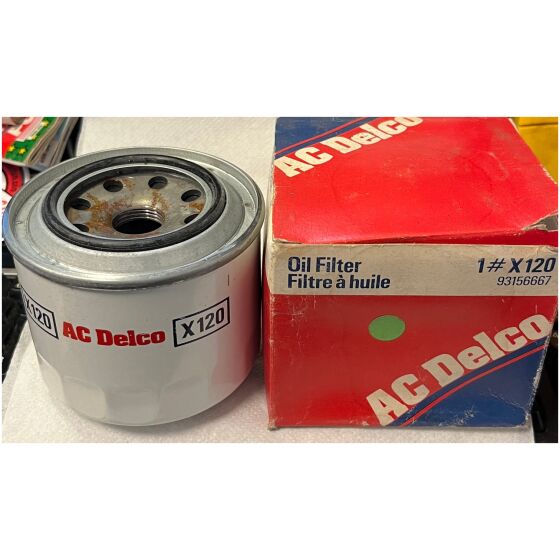 AC Delco
Oil Filter
Filtre à huile
1# X120
93156667
AC Delco
X120
AC Delco
X120